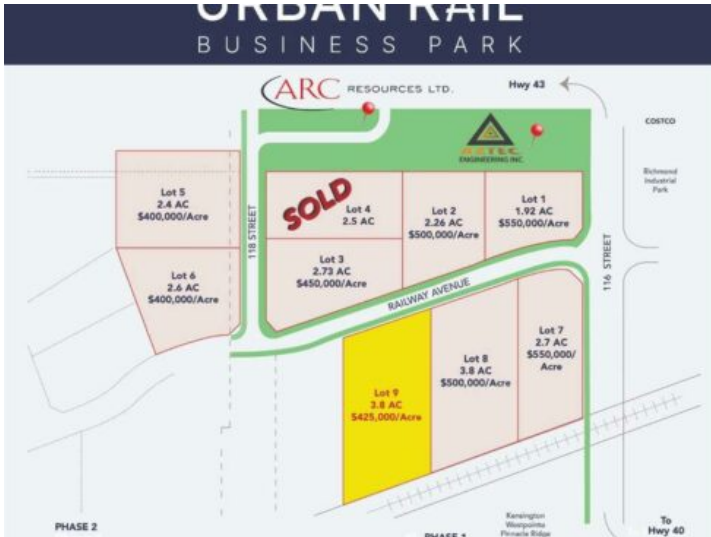 URBAN RAIL
BUSINESS PARK
ARC RESOURCES LTD.
Hwy 43
COSTCO
AZTEC
ENGINEERING INC.
Richmond
Industrial
Park
Lot 5
2.4 AC
$400,000/Acre
SOLD
Lot 4
2.5 AC
Lot 2
2.26 AC
$500,000/Acre
Lot 1
1.92 AC
$550,000/Acre
118 STREET
Lot 3
2.73 AC
$450,000/Acre
116 STREET
Lot 6
2.6 AC
$400,000/Acre
RAILWAY AVENUE
Lot 7
2.7 AC
$550,000/
Acre
Lot 8
3.8 AC
$500,000/Acre
Lot 9
3.8 AC
$425,000/Acre
PHASE 2
PHASE 1
Kensington
Westpointe
Pinnacle Ridge
To
Hwy 40